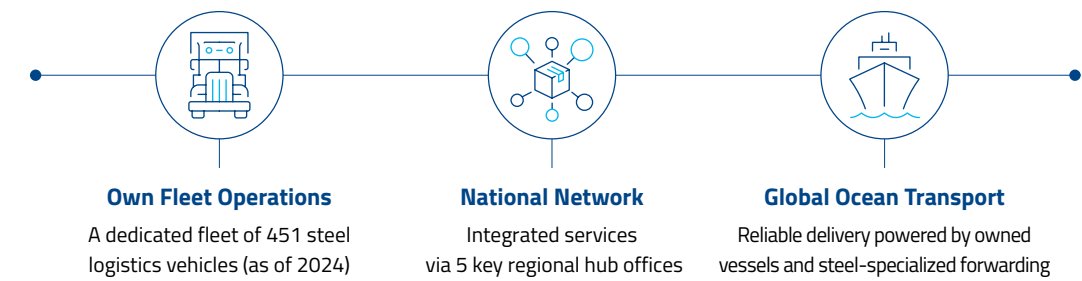 Own Fleet Operations
A dedicated fleet of 451 steel
logistics vehicles (as of 2024)
National Network
Integrated services
via 5 key regional hub offices
Global Ocean Transport
Reliable delivery powered by owned
vessels and steel-specialized forwarding